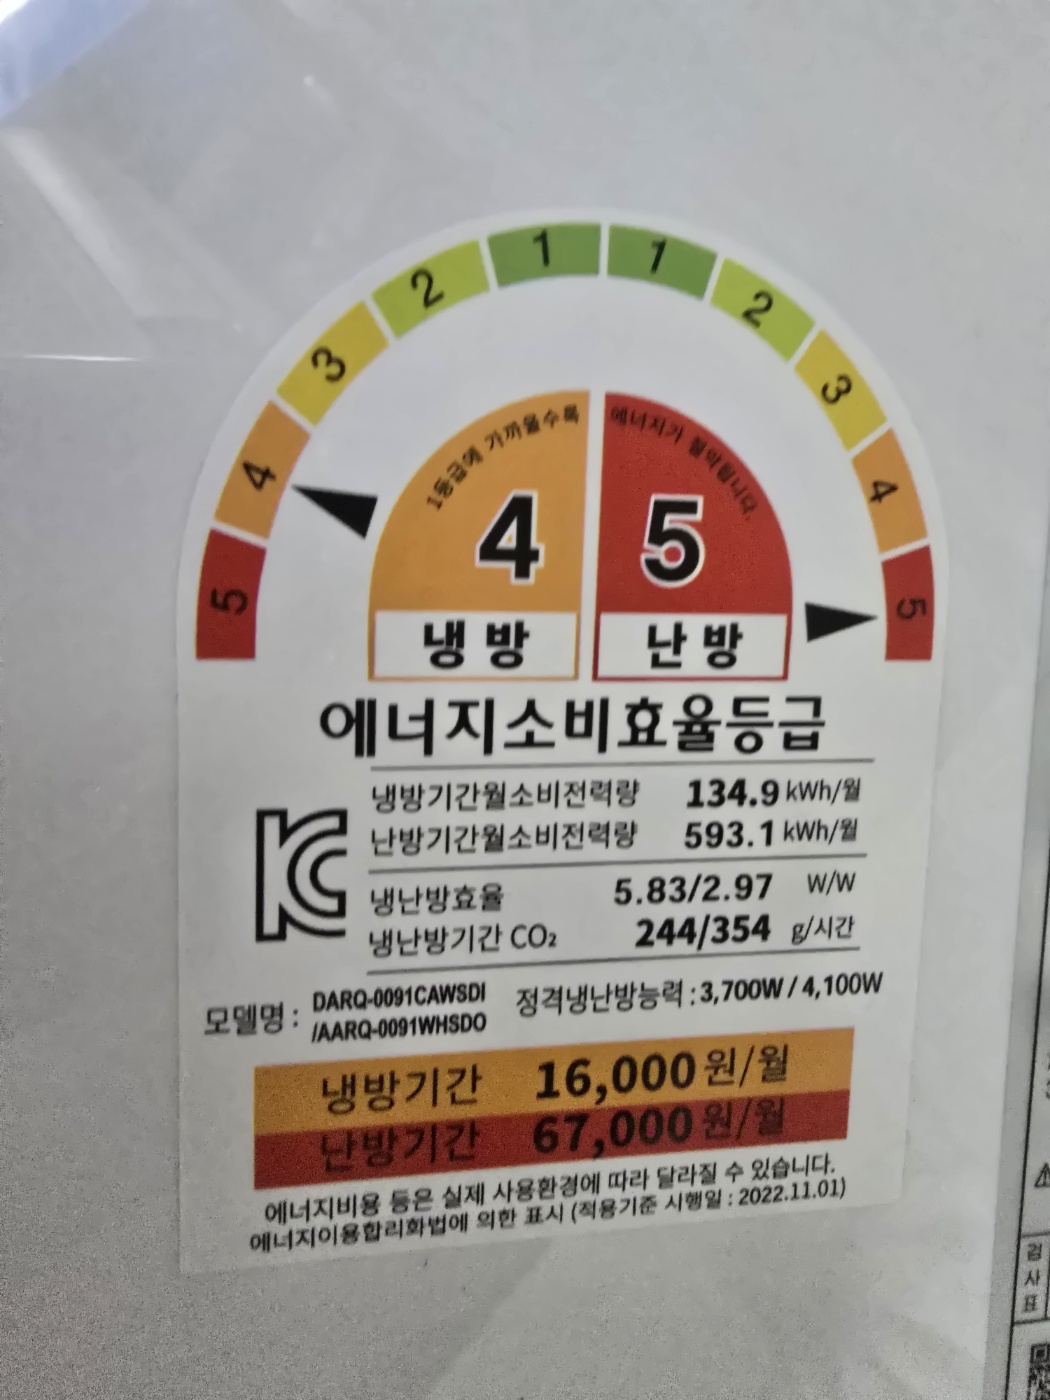 1 1
2 2
3 3
4 4
5 5
1등급에 가까울수록 에너지가 절약됩니다.
4 5
냉방 난방
에너지소비효율등급
냉방기간월소비전력량 134.9 kWh/월
난방기간월소비전력량 593.1 kWh/월
냉난방효율 5.83/2.97 W/W
냉난방기간 CO₂ 244/354 g/시간
모델명 : DARQ-0091CAWSDI
/AARQ-0091WHSDO
정격냉난방능력 : 3,700W / 4,100W
냉방기간 16,000원/월
난방기간 67,000원/월
에너지비용 등은 실제 사용환경에 따라 달라질 수 있습니다.
에너지이용합리화법에 의한 표시 (적용기준 시행일 : 2022.11.01)
검
사
표